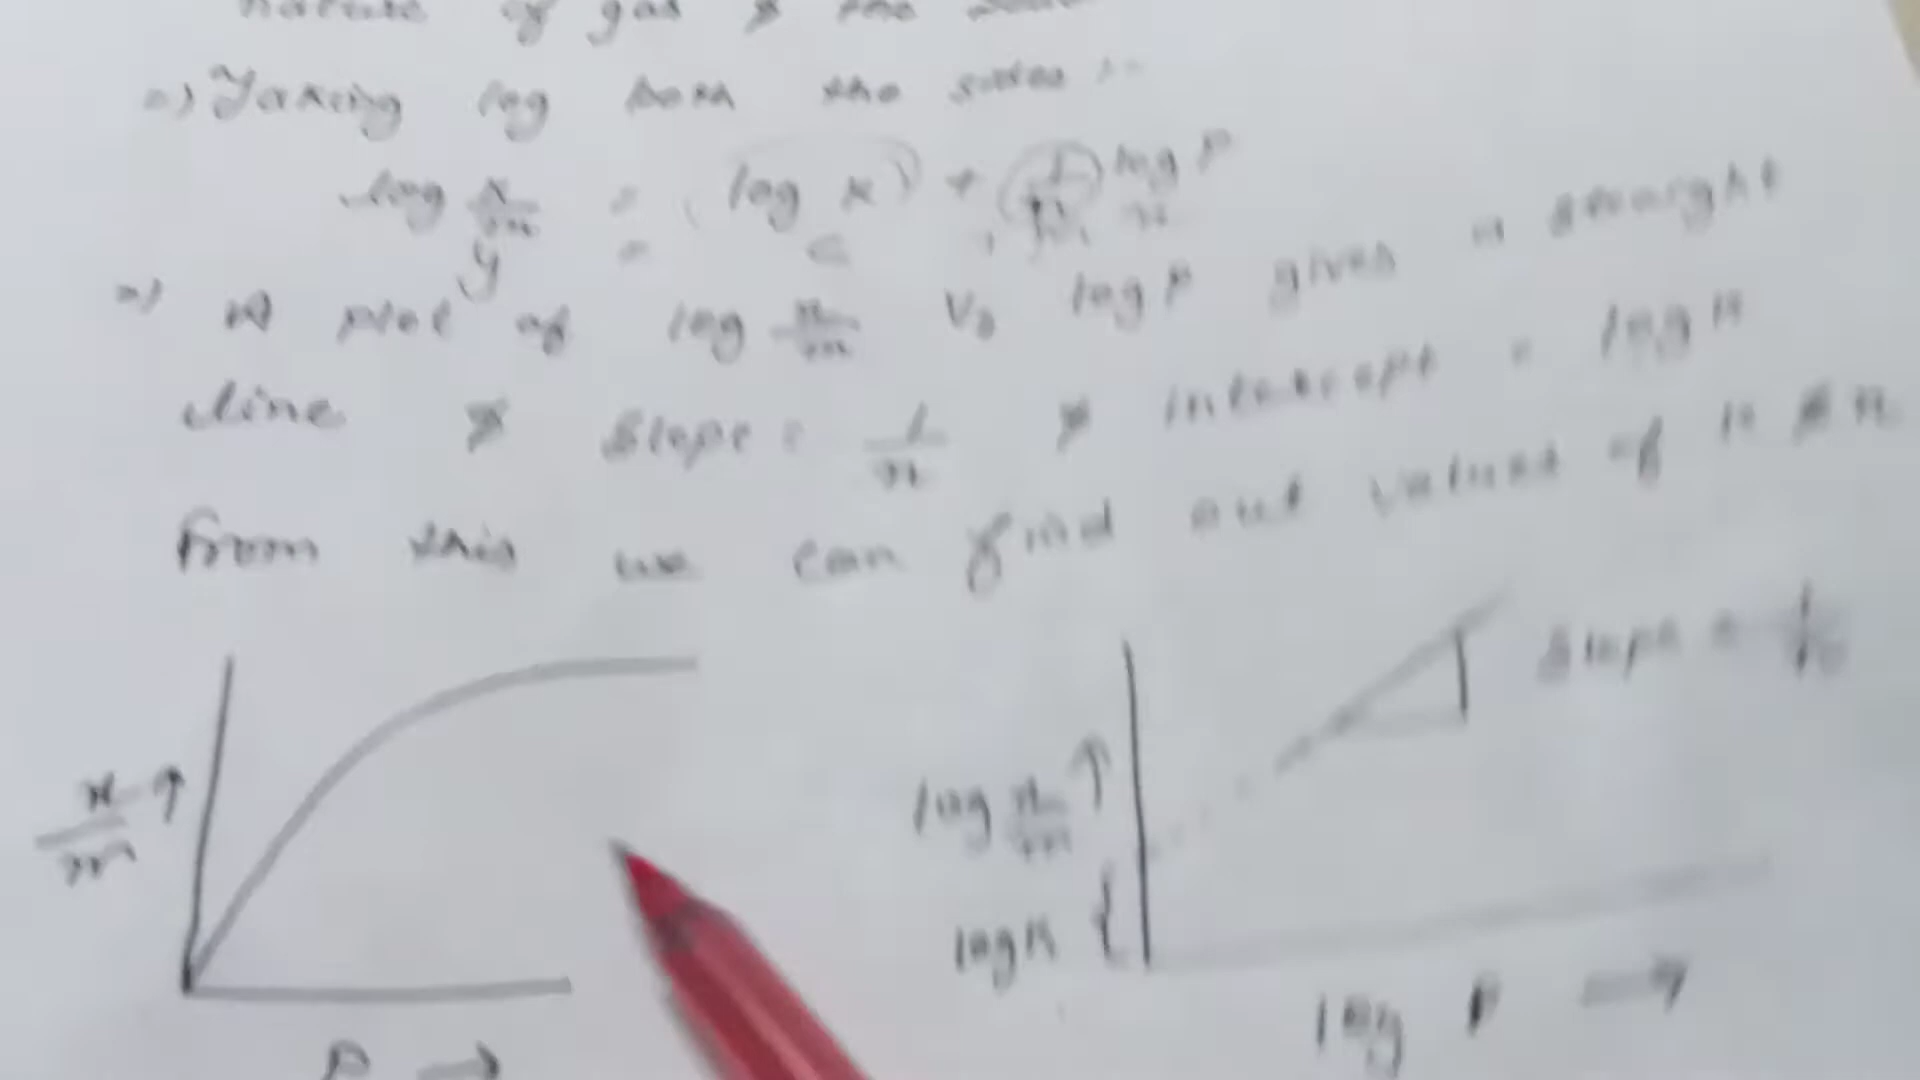 nature of gas & the
=) Taking log both the sides :-
log x/m = (log K) + (1/n) log P
y = c + m x
=) A plot of log x/m Vs log P gives a straight
line & slope = 1/n & intercept = log K
From this we can find out values of K & n
x/m ↑
P →
log x/m ↑
log K {
log P →
slope = 1/n